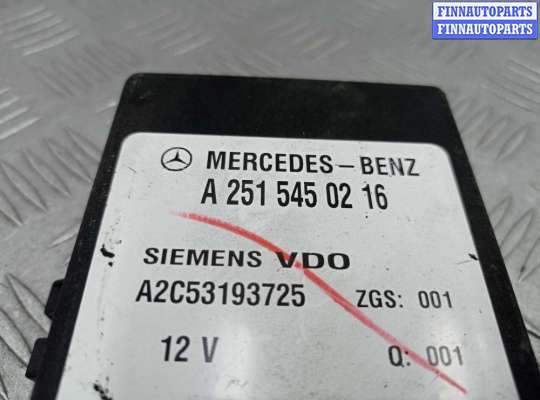 FINNAUTOPARTS
FINNAUTOPARTS
MERCEDES-BENZ
A 251 545 02 16
SIEMENS VDO
A2C53193725 ZGS: 001
12 V Q: 001